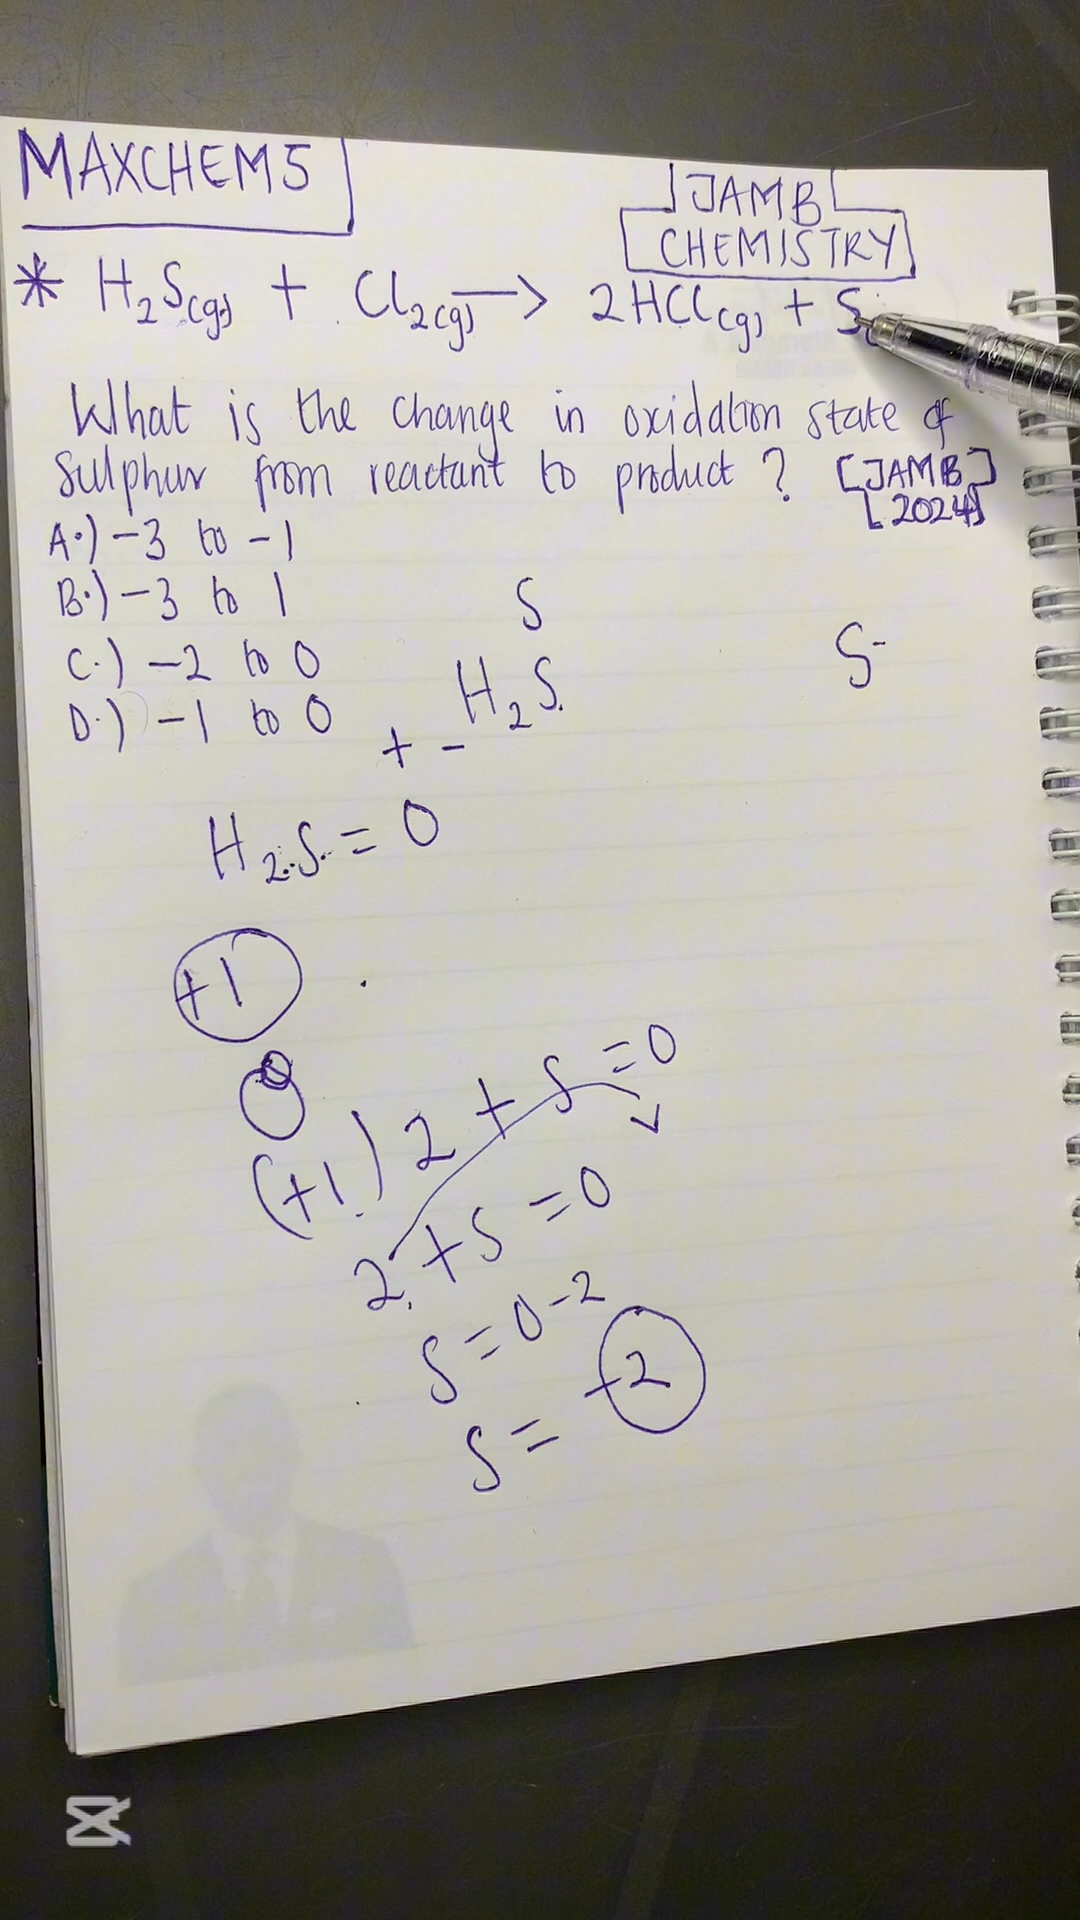 MAXCHEM5
JAMB
CHEMISTRY
* H₂S(g) + Cl₂(g) → 2HCl(g) + S
What is the change in oxidation state of
Sulphur from reactant to product ? [JAMB]
[2024]
A.) -3 to -1
B.) -3 to 1
C.) -2 to 0
D.) -1 to 0
S
H₂S
S-
+ -
H₂S = 0
+1
(+1)2 + S = 0
2 + S = 0
S = 0 - 2
S = -2